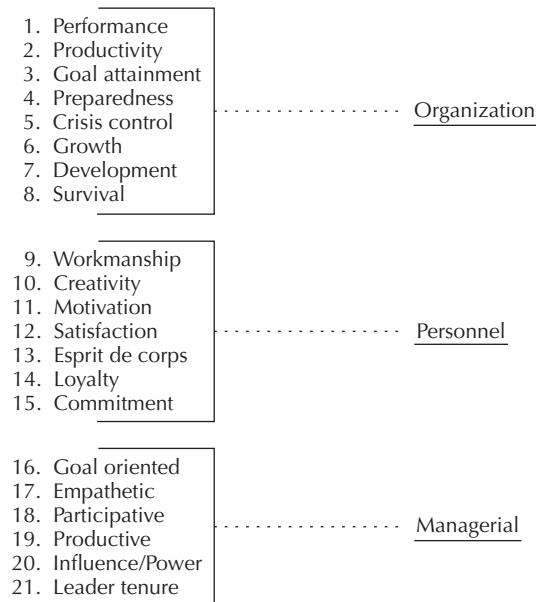 1. Performance
2. Productivity
3. Goal attainment
4. Preparedness
5. Crisis control
6. Growth
7. Development
8. Survival
Organization
9. Workmanship
10. Creativity
11. Motivation
12. Satisfaction
13. Esprit de corps
14. Loyalty
15. Commitment
Personnel
16. Goal oriented
17. Empathetic
18. Participative
19. Productive
20. Influence/Power
21. Leader tenure
Managerial